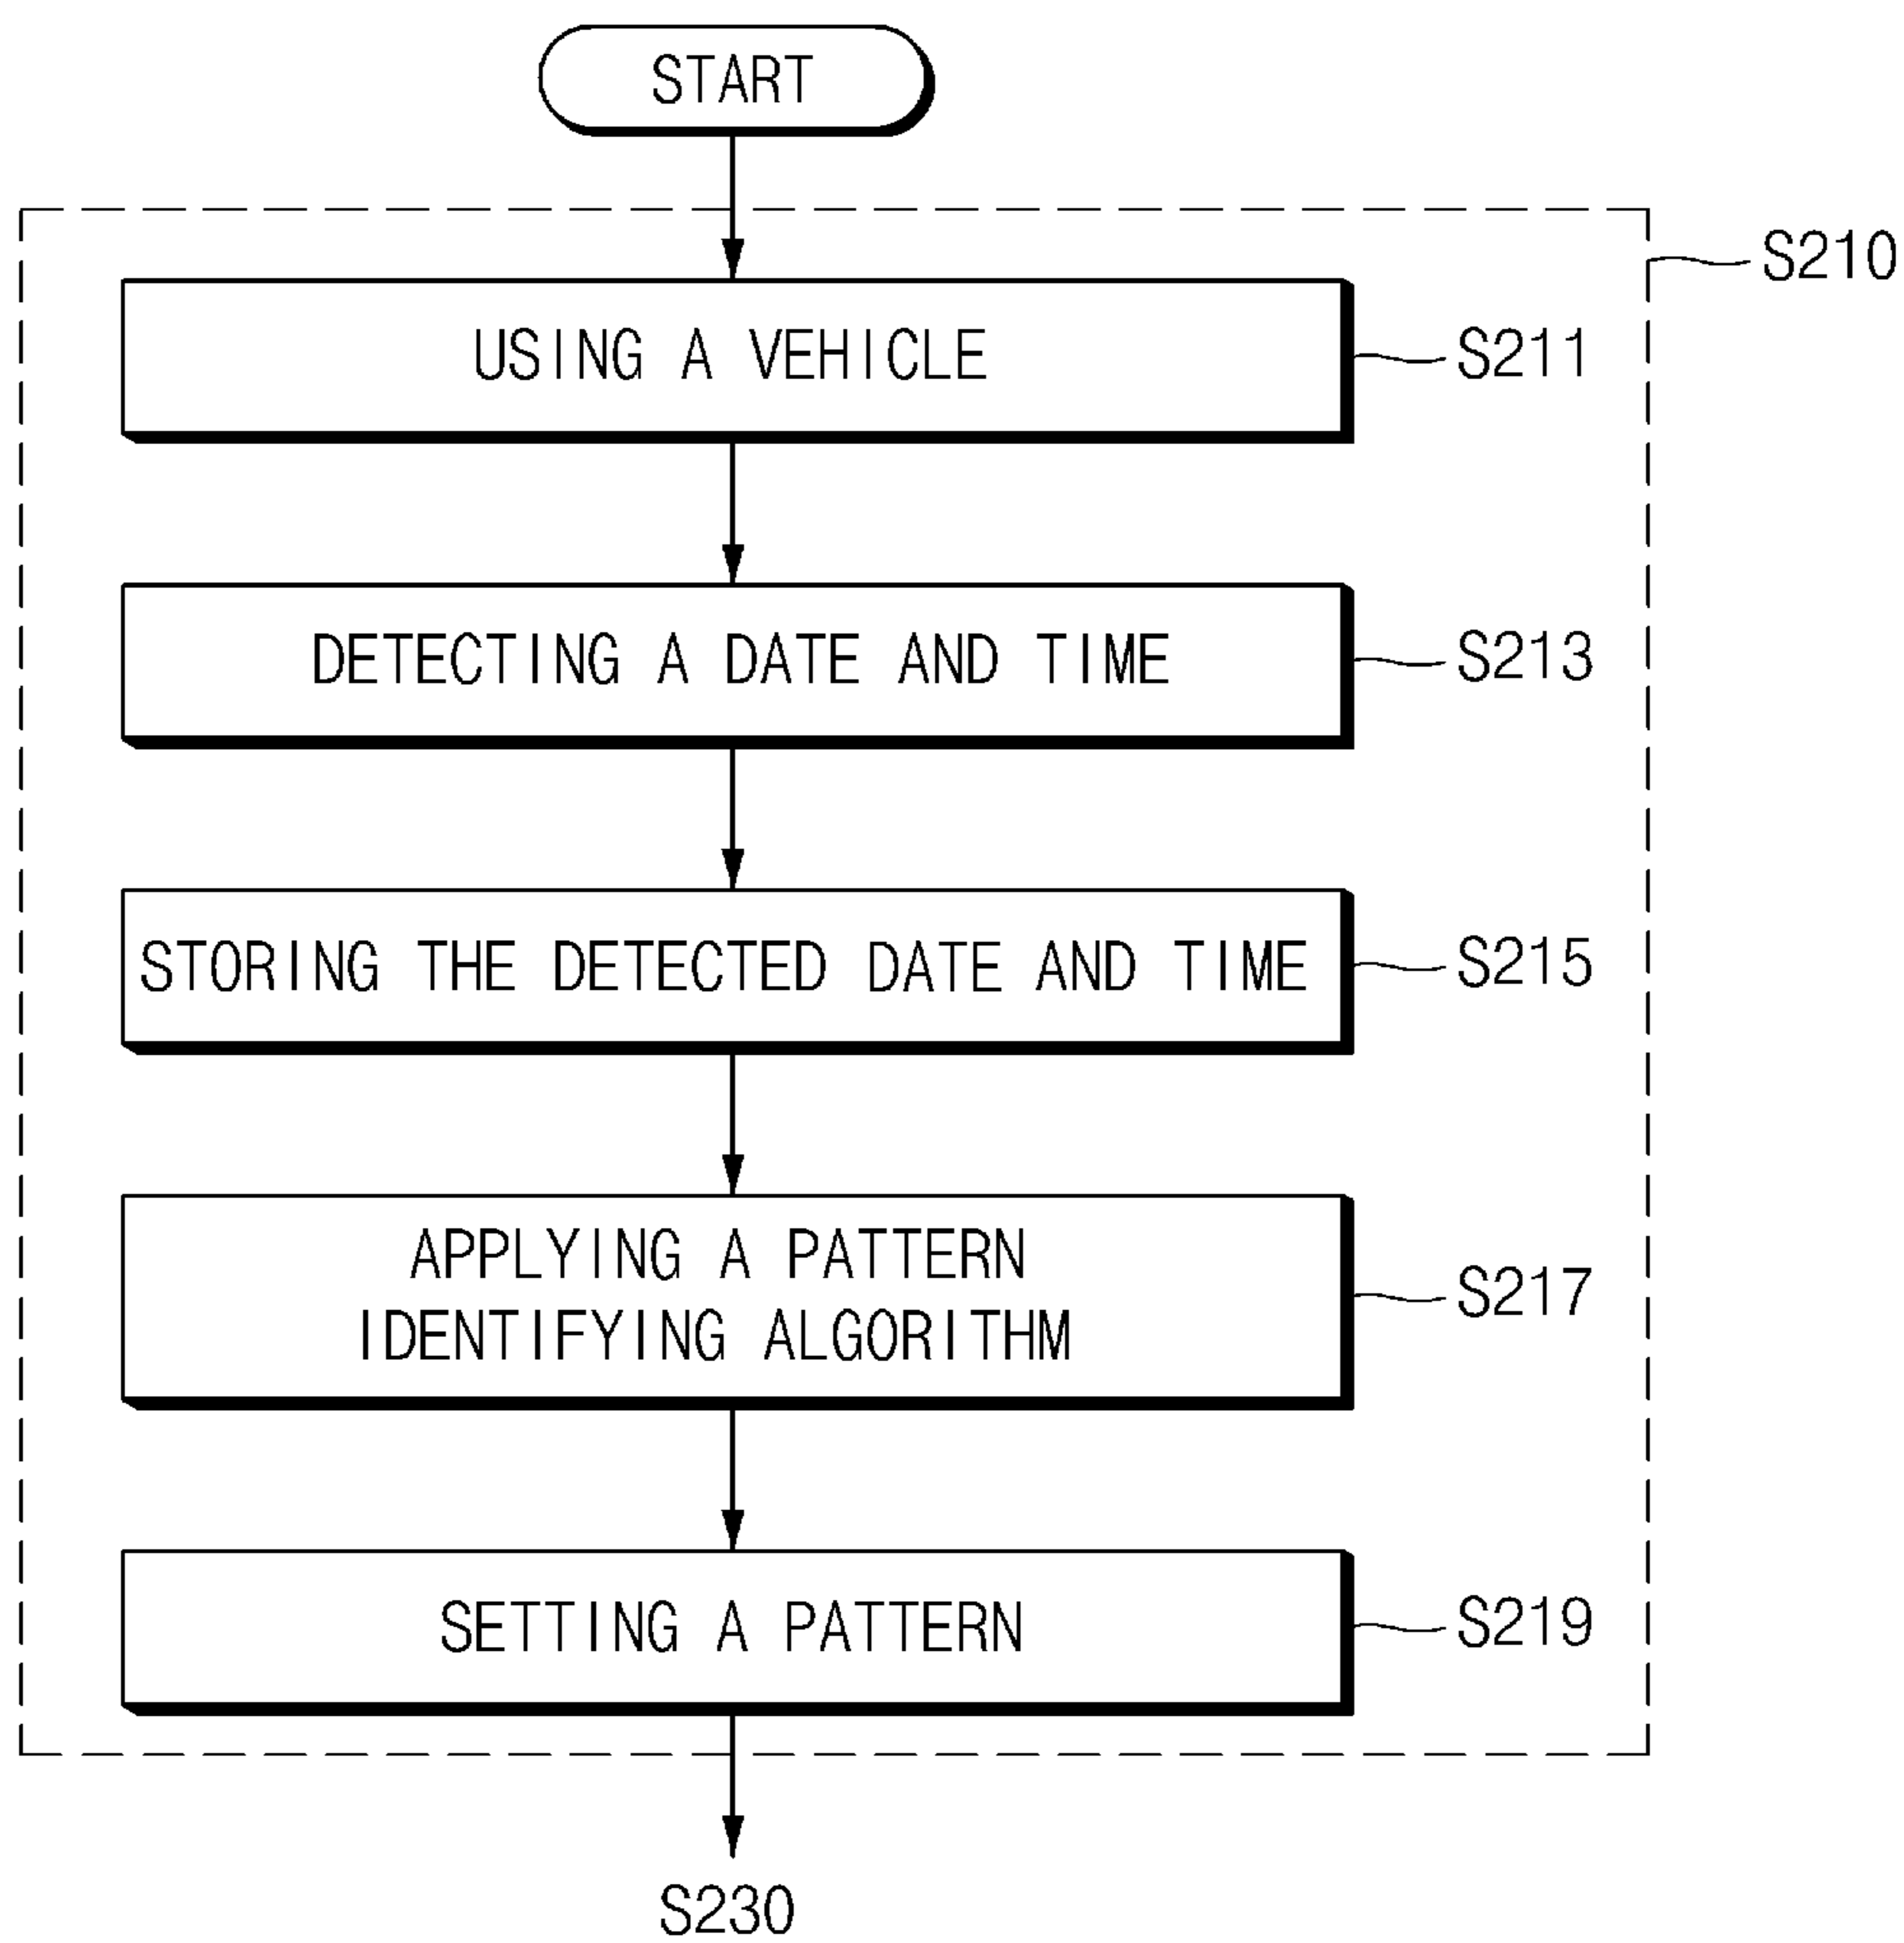 START
S210
USING A VEHICLE
S211
DETECTING A DATE AND TIME
S213
STORING THE DETECTED DATE AND TIME
S215
APPLYING A PATTERN
IDENTIFYING ALGORITHM
S217
SETTING A PATTERN
S219
S230